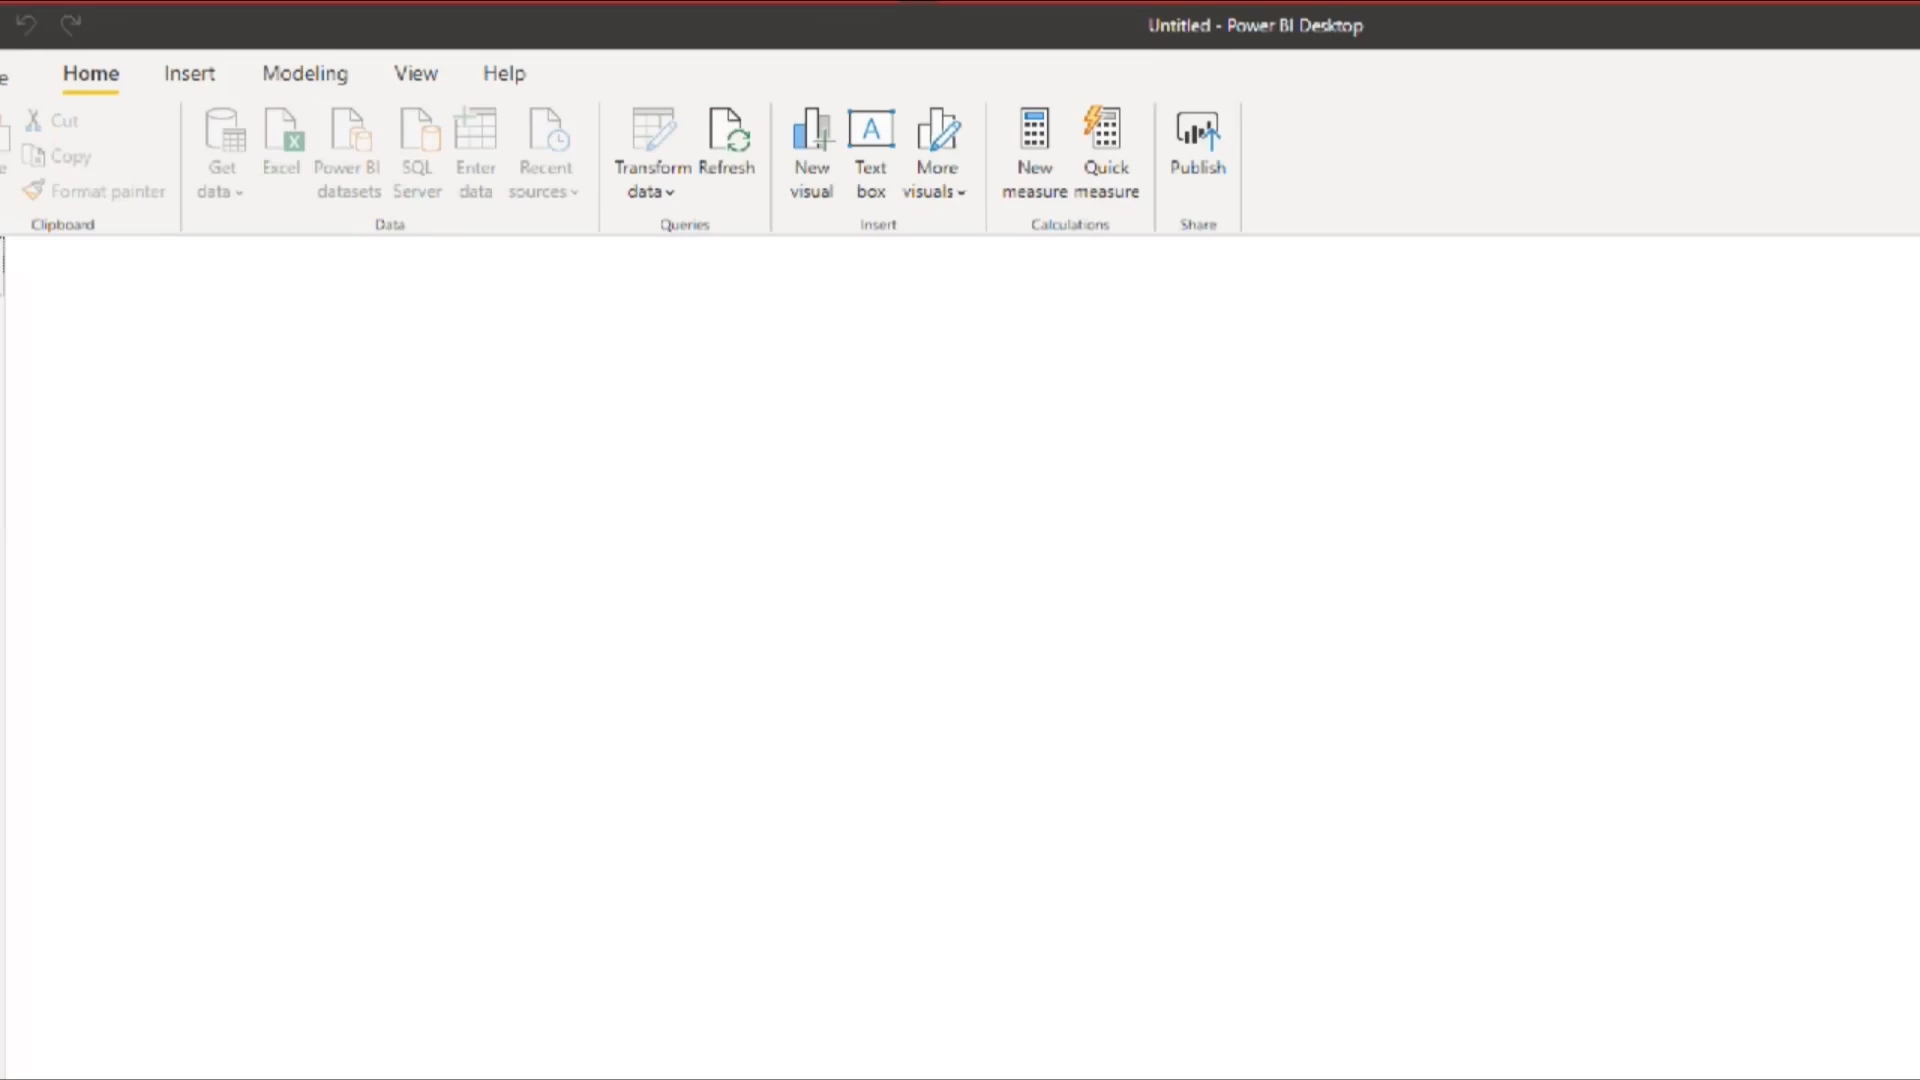 Untitled - Power BI Desktop
e Home Insert Modeling View Help
Cut
Copy
Format painter
Clipboard
Get data
Excel
Power BI datasets
SQL Server
Enter data
Recent sources
Data
Transform data
Refresh
Queries
New visual
Text box
A
More visuals
Insert
New measure
Quick measure
Calculations
Publish
Share